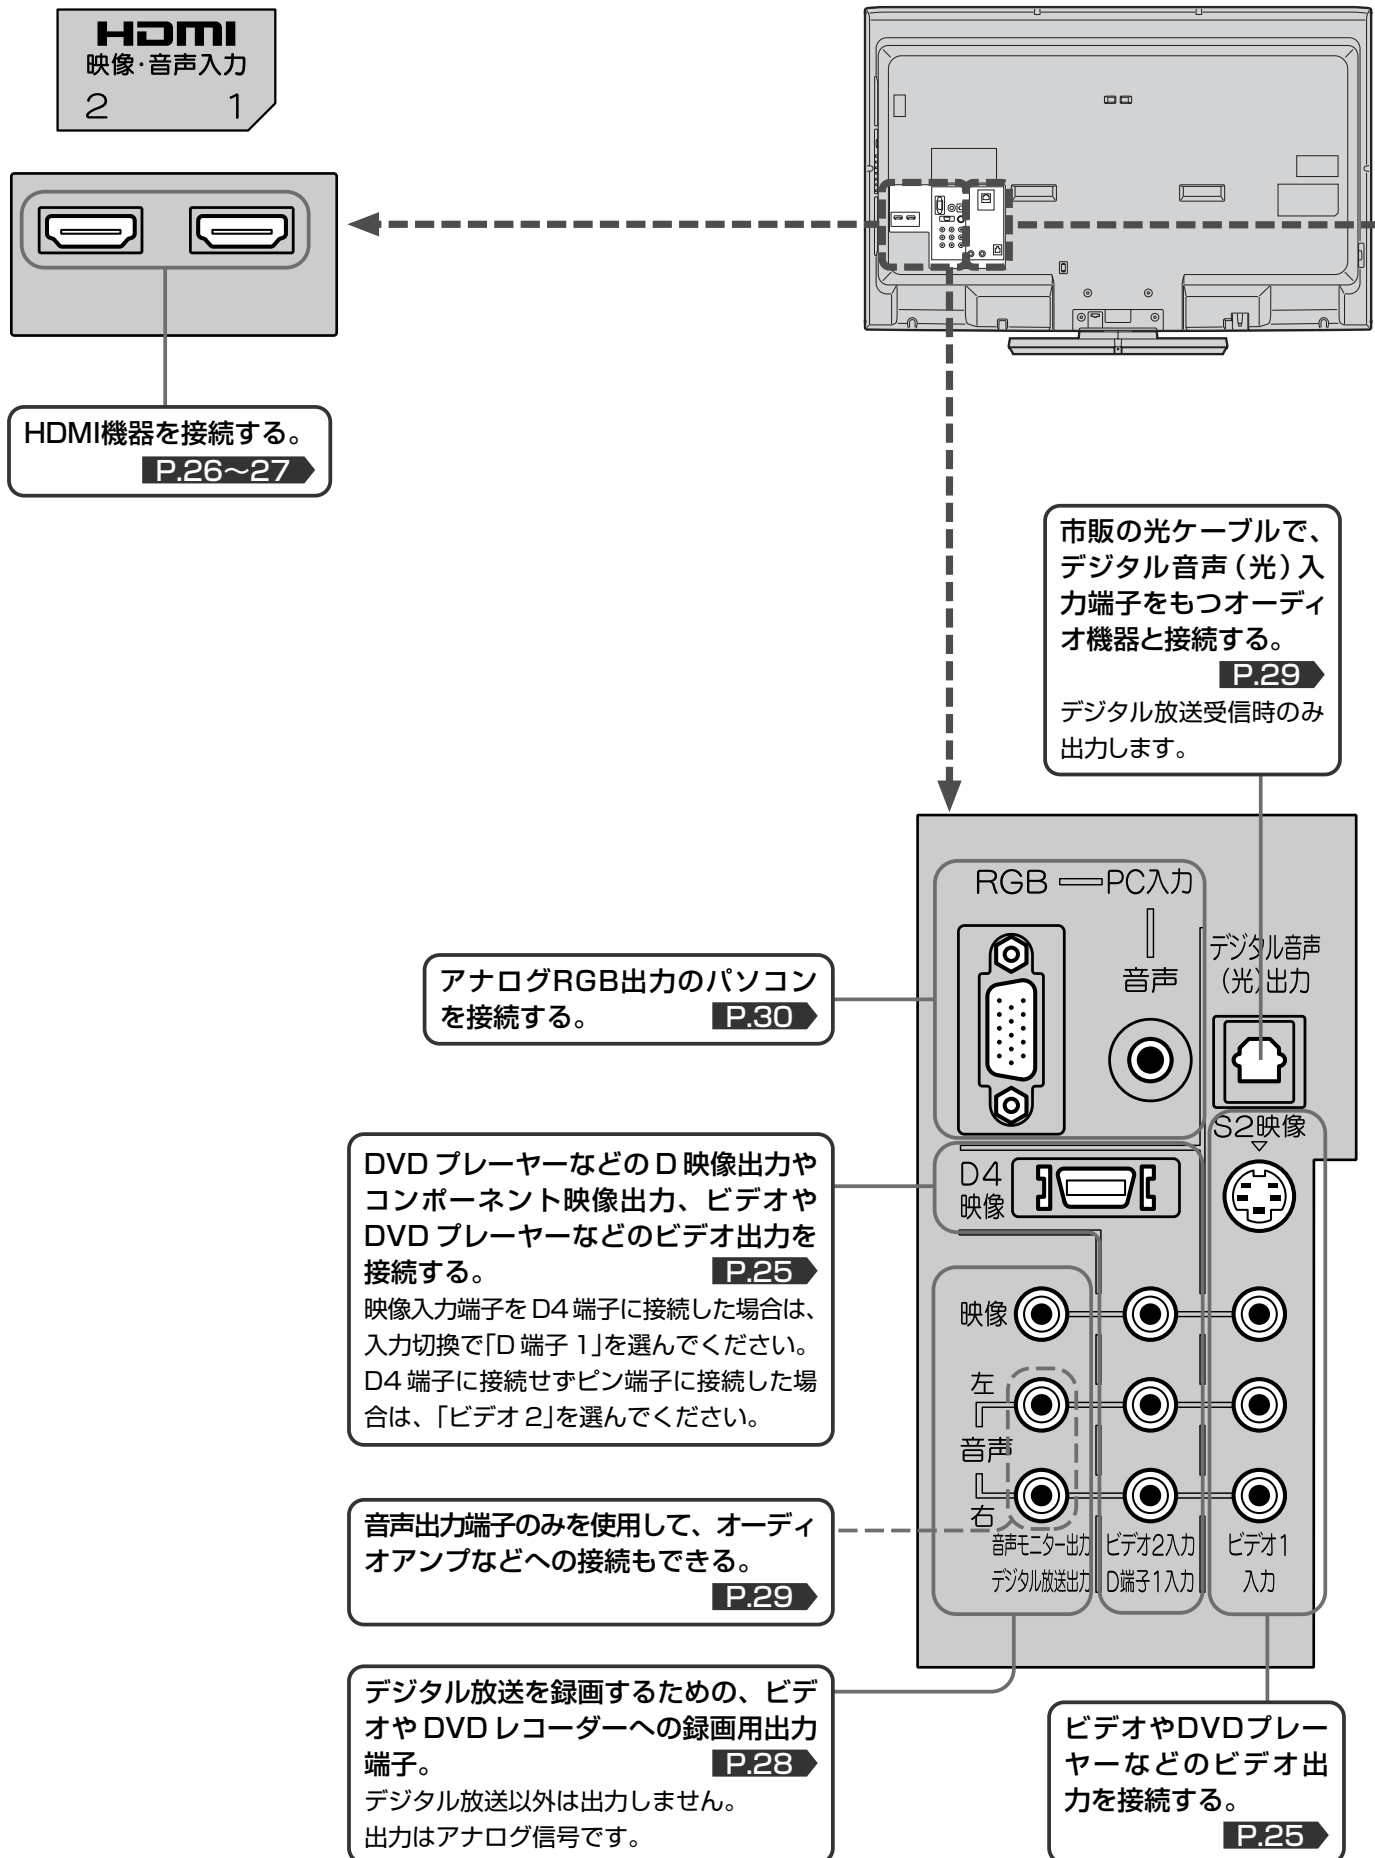 HDMI
映像・音声入力
2 1
HDMI機器を接続する。
P.26～27
市販の光ケーブルで、
デジタル音声（光）入
力端子をもつオーディ
オ機器と接続する。
P.29
デジタル放送受信時のみ
出力します。
RGB PC入力
音声
デジタル音声
（光）出力
アナログRGB出力のパソコン
を接続する。 P.30
S2映像
D4
映像
DVD プレーヤーなどの D 映像出力や
コンポーネント映像出力、ビデオや
DVD プレーヤーなどのビデオ出力を
接続する。 P.25
映像入力端子を D4 端子に接続した場合は、
入力切換で「D 端子 1」を選んでください。
D4 端子に接続せずピン端子に接続した場
合は、「ビデオ 2」を選んでください。
映像
左
音声
右
音声モニター出力 ビデオ2入力 ビデオ1
デジタル放送出力 D端子1入力 入力
音声出力端子のみを使用して、オーディ
オアンプなどへの接続もできる。
P.29
デジタル放送を録画するための、ビデ
オや DVD レコーダーへの録画用出力
端子。 P.28
デジタル放送以外は出力しません。
出力はアナログ信号です。
ビデオやDVDプレー
ヤーなどのビデオ出
力を接続する。
P.25